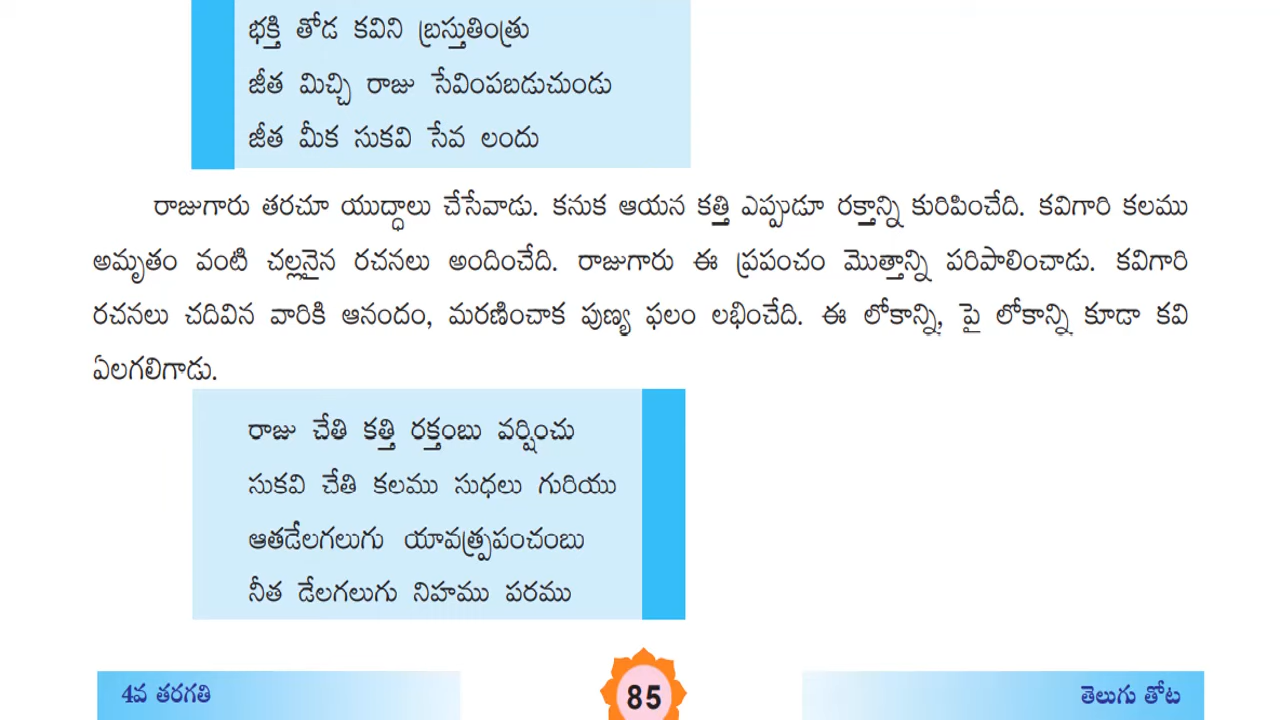 భక్తి తోడ కవిని బ్రస్తుతింత్రు
జీత మిచ్చి రాజు సేవింపబడుచుండు
జీత మీక సుకవి సేవ లందు
రాజుగారు తరచూ యుద్ధాలు చేసేవాడు. కనుక ఆయన కత్తి ఎప్పుడూ రక్తాన్ని కురిపించేది. కవిగారి కలము
అమృతం వంటి చల్లనైన రచనలు అందించేది. రాజుగారు ఈ ప్రపంచం మొత్తాన్ని పరిపాలించాడు. కవిగారి
రచనలు చదివిన వారికి ఆనందం, మరణించాక పుణ్య ఫలం లభించేది. ఈ లోకాన్ని, పై లోకాన్ని కూడా కవి
ఏలగలిగాడు.
రాజు చేతి కత్తి రక్తంబు వర్షించు
సుకవి చేతి కలము సుధలు గురియు
ఆతడేలగలుగు యావత్ప్రపంచంబు
నీత డేలగలుగు నిహము పరము
4వ తరగతి
85
తెలుగు తోట